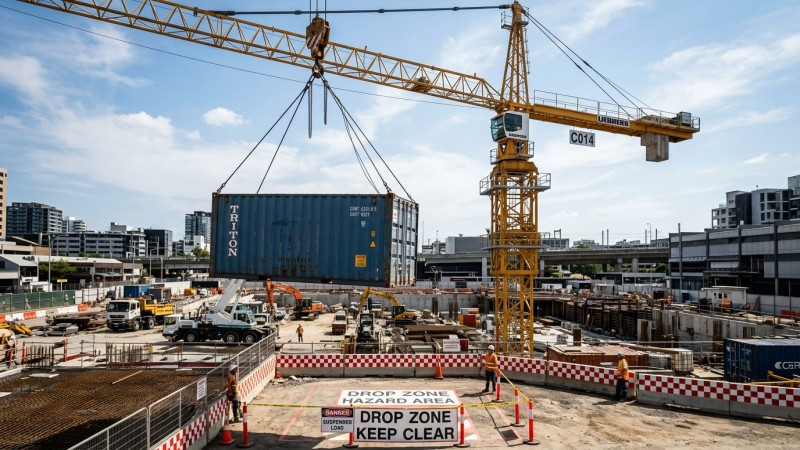 LIEBHERR
C014
TRITON
DROP ZONE
HAZARD AREA
DANGER
SUSPENDED
LOAD
DROP ZONE
KEEP CLEAR